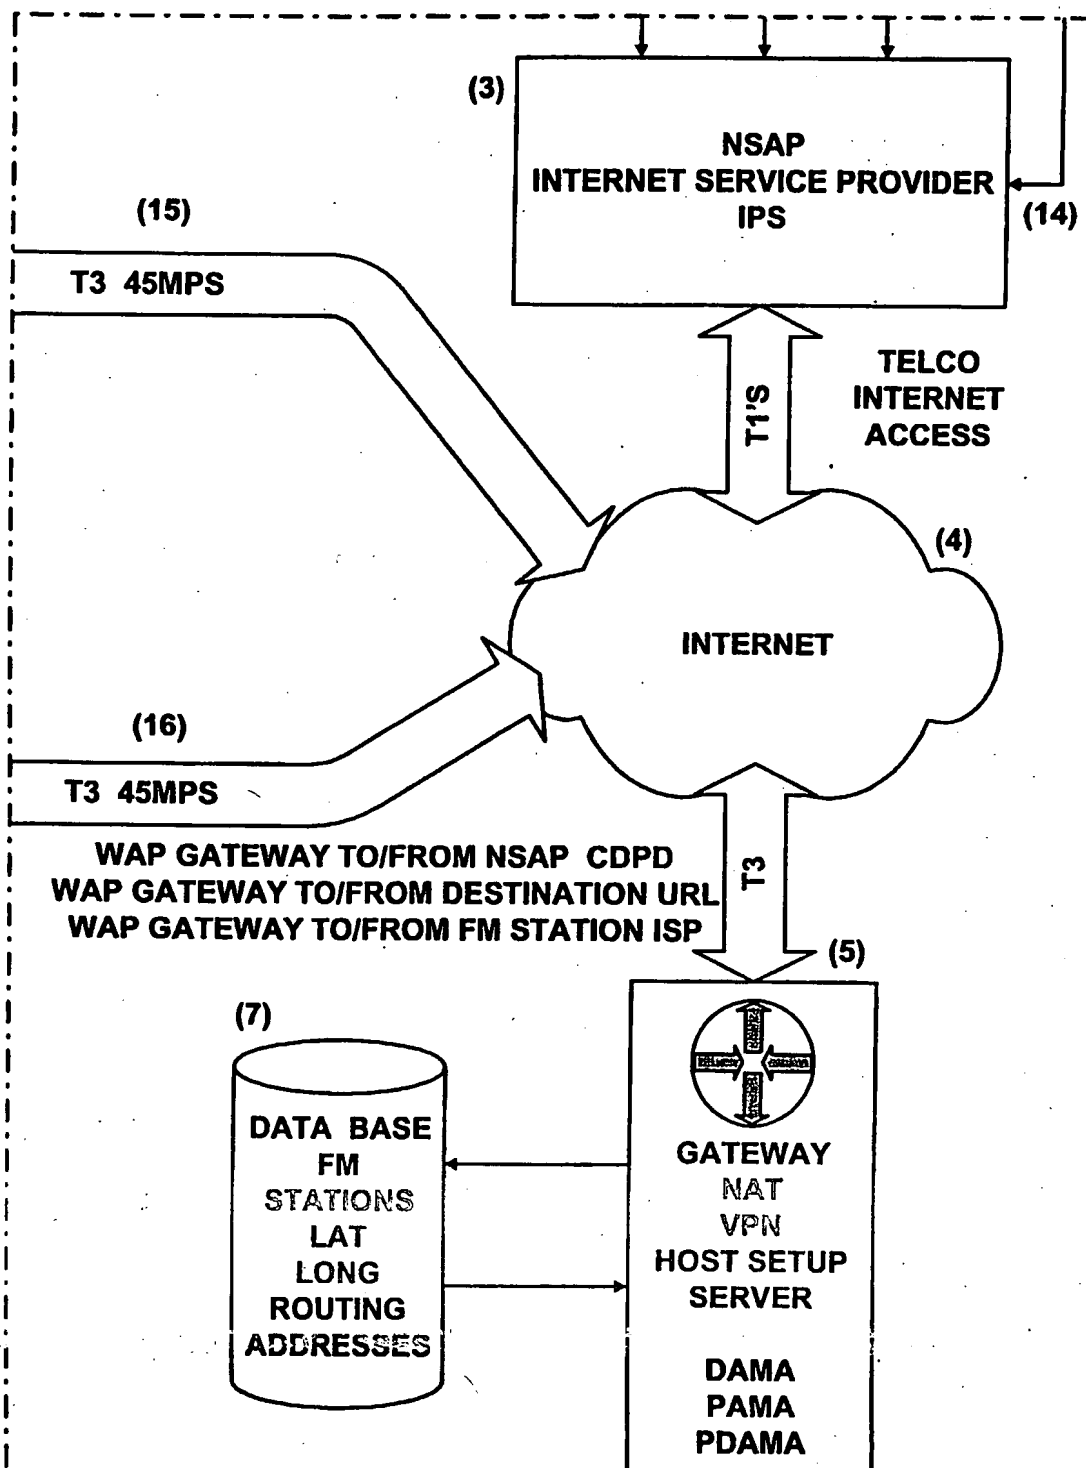 (3)
NSAP
INTERNET SERVICE PROVIDER
IPS
(14)
(15)
T3 45MPS
TELCO
INTERNET
ACCESS
T1'S
(4)
INTERNET
(16)
T3 45MPS
WAP GATEWAY TO/FROM NSAP CDPD
WAP GATEWAY TO/FROM DESTINATION URL
WAP GATEWAY TO/FROM FM STATION ISP
T3
(5)
(7)
DATA BASE
FM
STATIONS
LAT
LONG
ROUTING
ADDRESSES
GATEWAY
NAT
VPN
HOST SETUP
SERVER
DAMA
PAMA
PDAMA